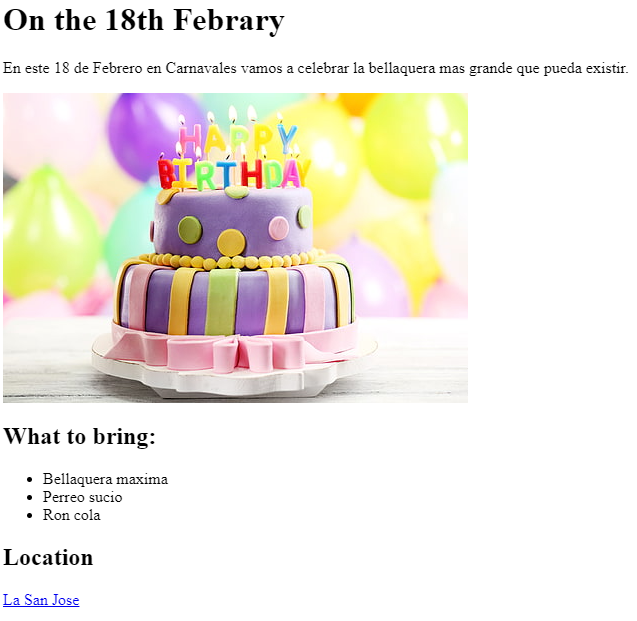 On the 18th Febrary
En este 18 de Febrero en Carnavales vamos a celebrar la bellaquera mas grande que pueda existir.
HAPPY
BIRTHDAY
What to bring:
Bellaquera maxima
Perreo sucio
Ron cola
Location
La San Jose